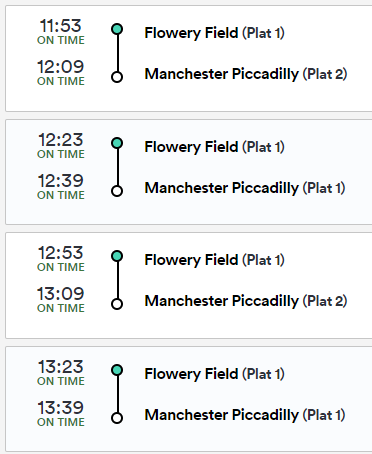 11:53 Flowery Field (Plat 1)
ON TIME
12:09 Manchester Piccadilly (Plat 2)
ON TIME
12:23 Flowery Field (Plat 1)
ON TIME
12:39 Manchester Piccadilly (Plat 1)
ON TIME
12:53 Flowery Field (Plat 1)
ON TIME
13:09 Manchester Piccadilly (Plat 2)
ON TIME
13:23 Flowery Field (Plat 1)
ON TIME
13:39 Manchester Piccadilly (Plat 1)
ON TIME